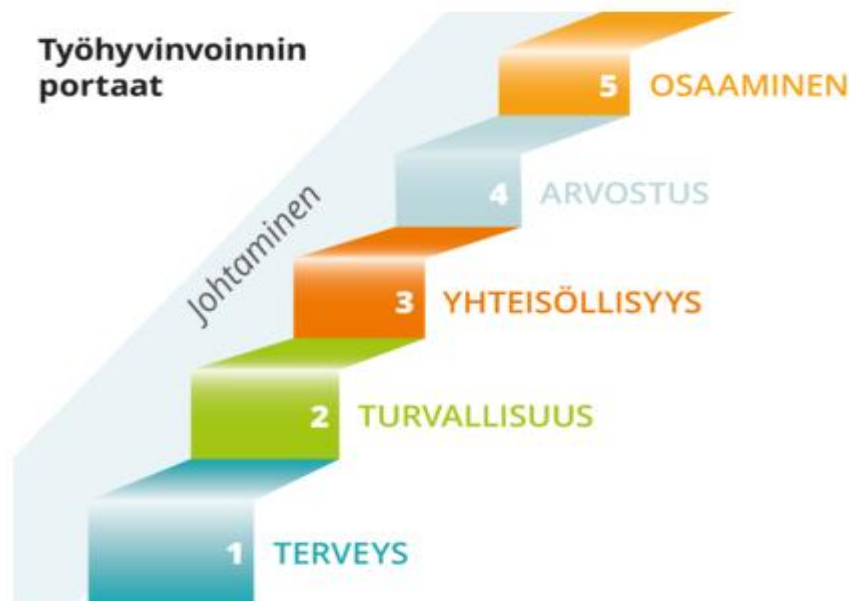 Työhyvinvoinnin
portaat
5 OSAAMINEN
4 ARVOSTUS
Johtaminen
3 YHTEISÖLLISYYS
2 TURVALLISUUS
1 TERVEYS